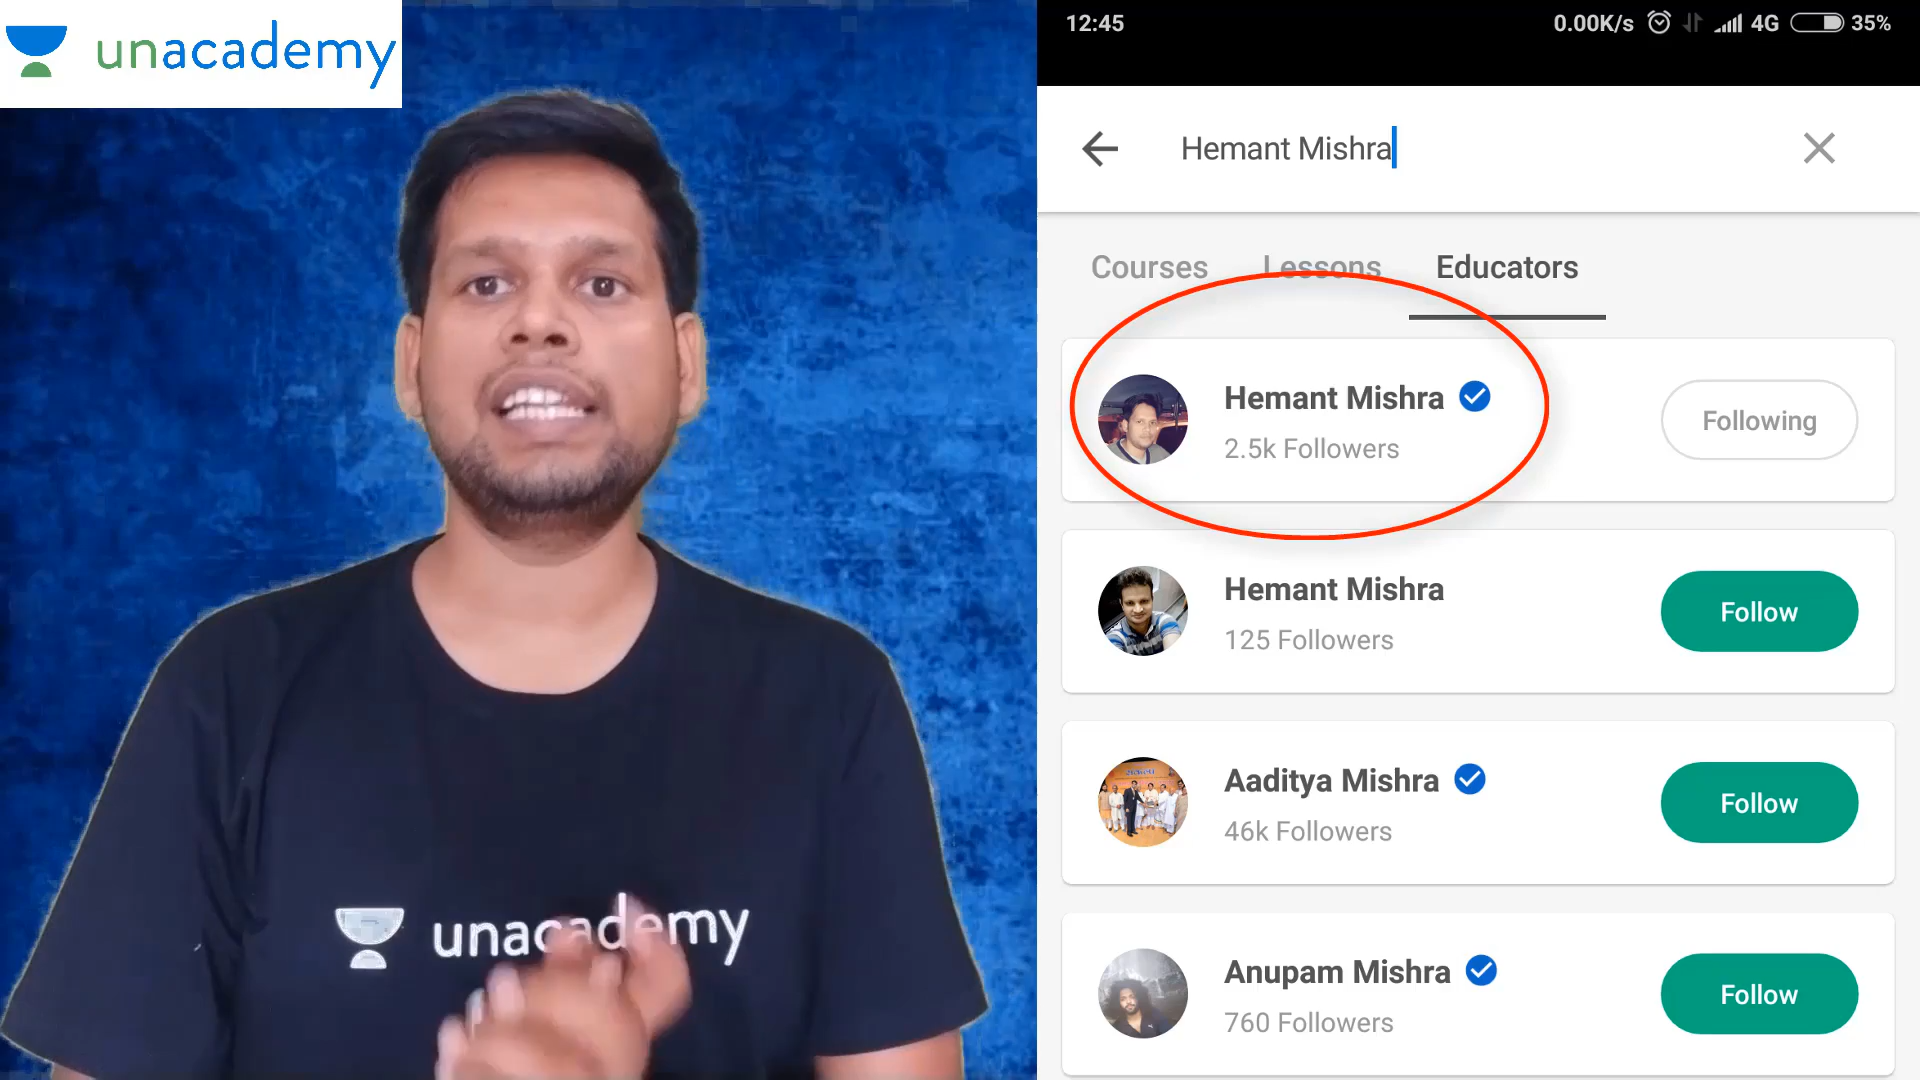 unacademy
unacademy
12:45
0.00K/s 4G 35%
Hemant Mishra
Courses Lessons Educators
Hemant Mishra
2.5k Followers
Following
Hemant Mishra
125 Followers
Follow
Aaditya Mishra
46k Followers
Follow
Anupam Mishra
760 Followers
Follow